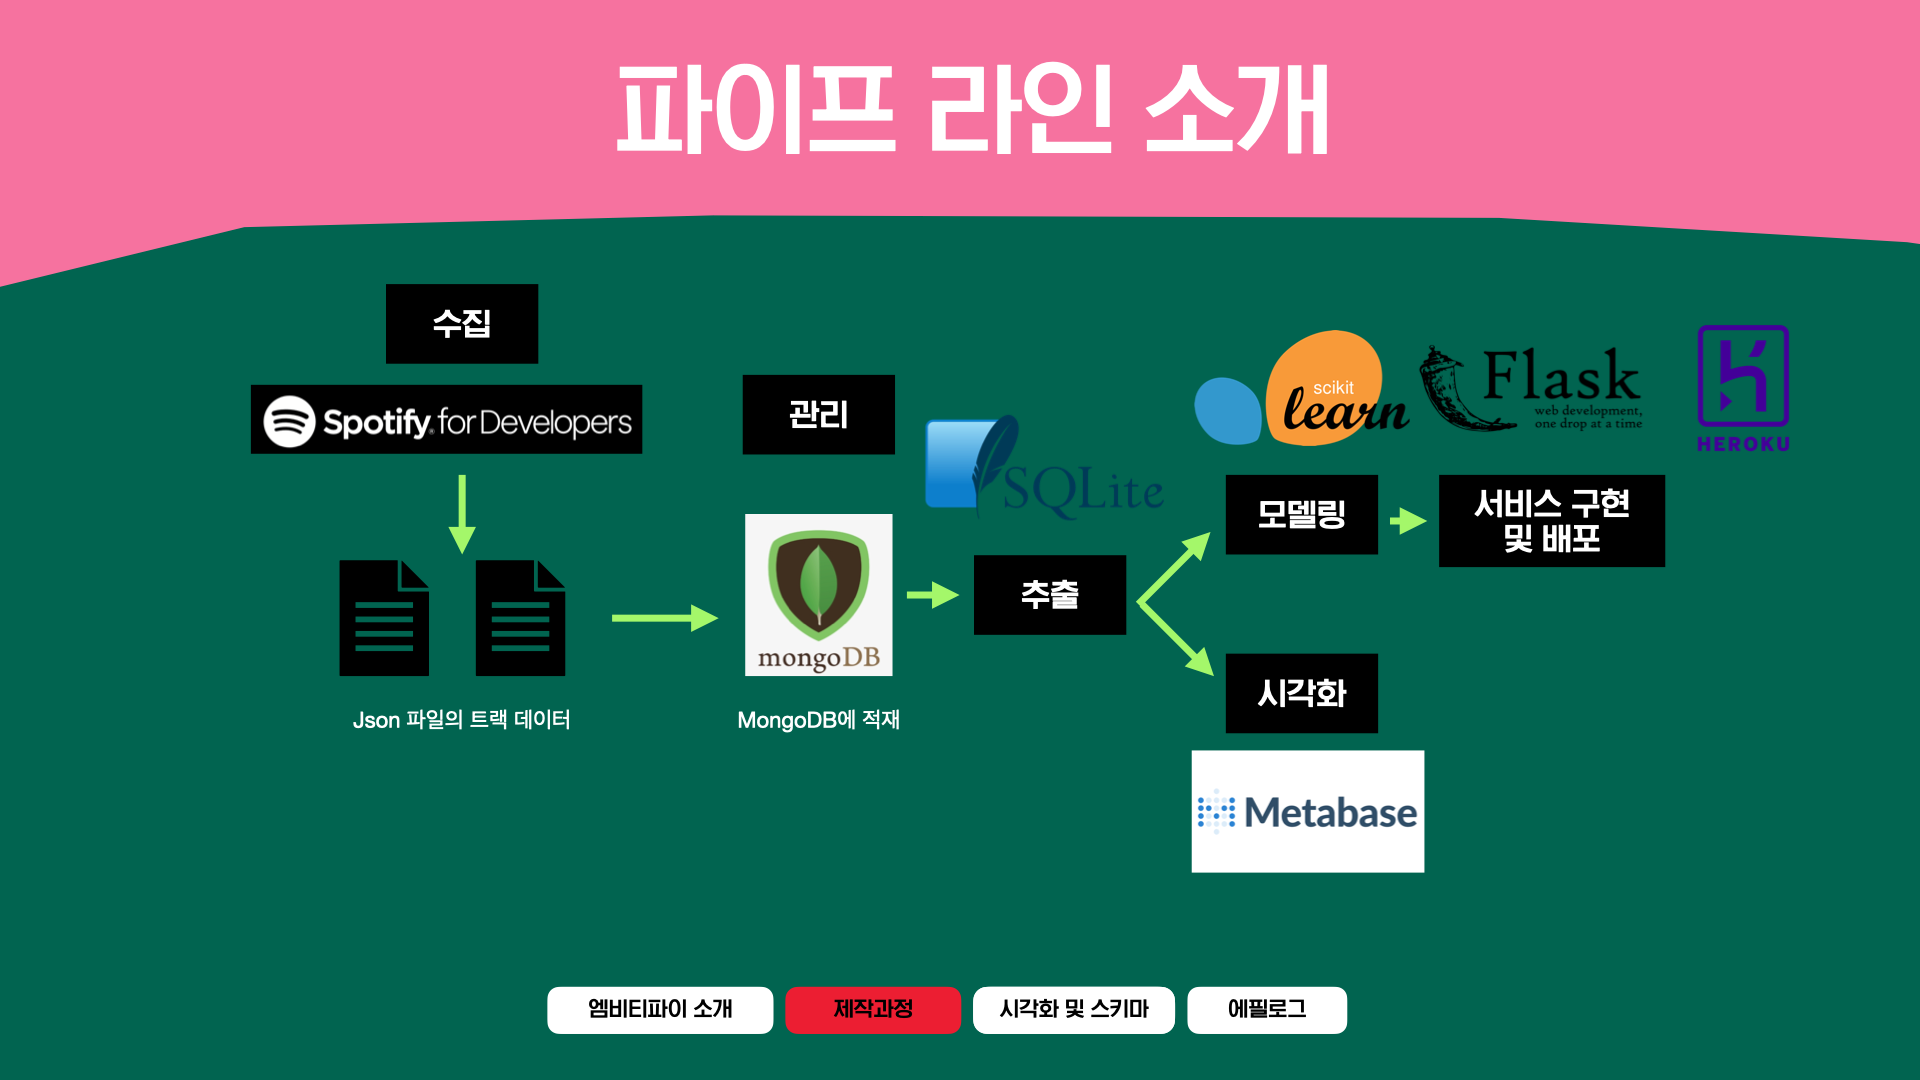 파이프 라인 소개
수집
Spotify for Developers
Json 파일의 트랙 데이터
관리
mongoDB
MongoDB에 적재
SQLite
추출
scikit
learn
모델링
Flask
web development,
one drop at a time
HEROKU
서비스 구현
및 배포
시각화
Metabase
엠비티파이 소개
제작과정
시각화 및 스키마
에필로그